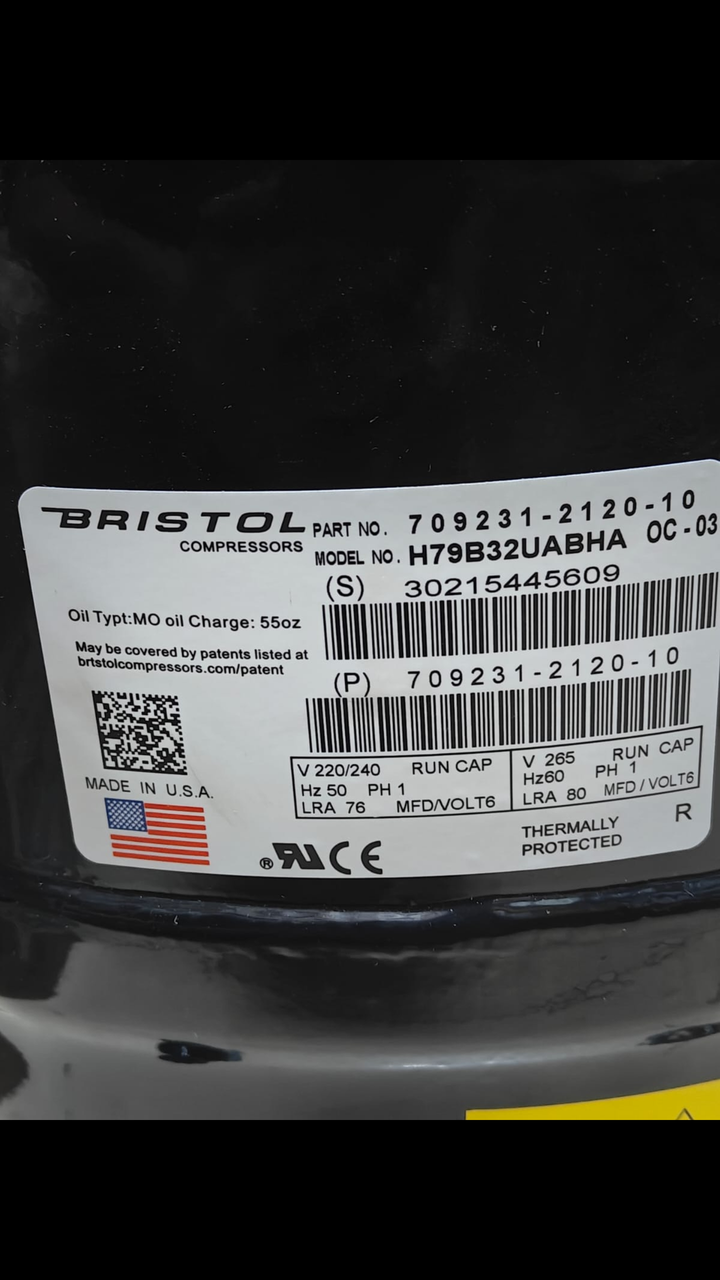 BRISTOL
COMPRESSORS
PART NO. 709231-2120-10
MODEL NO. H79B32UABHA OC-03
(S) 30215445609
Oil Typt:MO oil Charge: 55oz
May be covered by patents listed at
brtstolcompressors.com/patent
(P) 709231-2120-10
MADE IN U.S.A.
V 220/240 RUN CAP
Hz 50 PH 1
LRA 76 MFD/VOLT6
V 265 RUN CAP
Hz60 PH 1
LRA 80 MFD / VOLT6
THERMALLY
PROTECTED
R
® RU CE